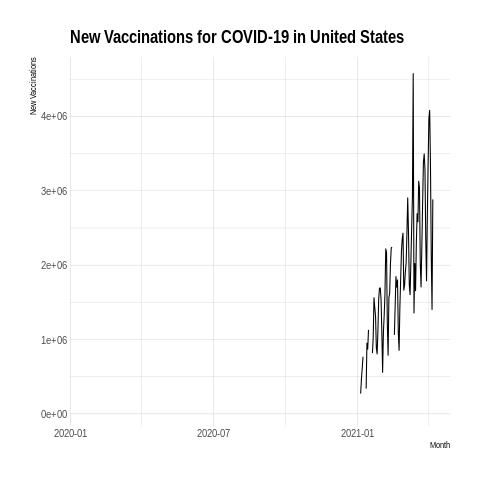 New Vaccinations for COVID-19 in United States
New Vaccinations
4e+06
3e+06
2e+06
1e+06
0e+00
2020-01 2020-07 2021-01
Month